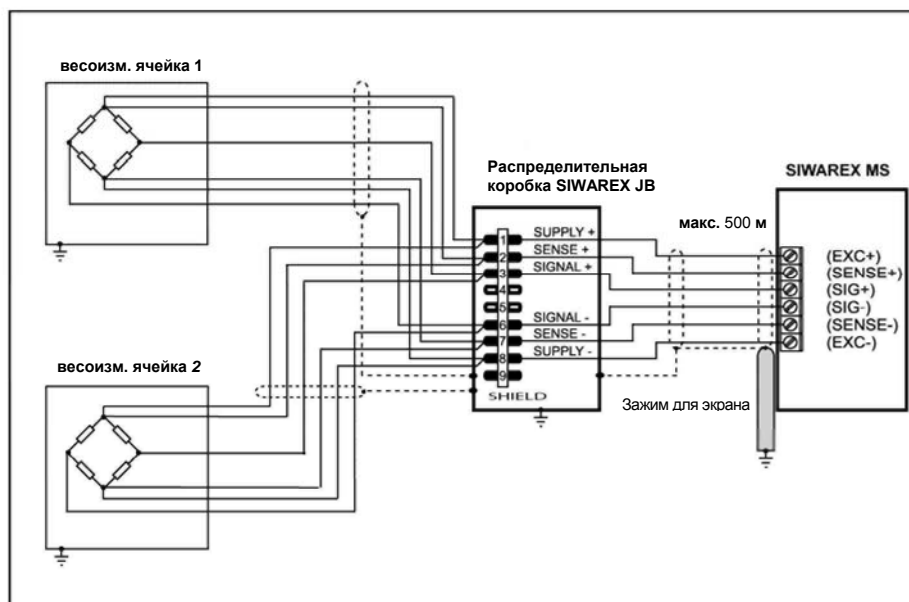 весоизм. ячейка 1
Распределительная
коробка SIWAREX JB
SIWAREX MS
макс. 500 м
1 SUPPLY +
2 SENSE +
3 SIGNAL +
4
5
6 SIGNAL -
7 SENSE -
8 SUPPLY -
9
SHIELD
(EXC+)
(SENSE+)
(SIG+)
(SIG-)
(SENSE-)
(EXC-)
Зажим для экрана
весоизм. ячейка 2